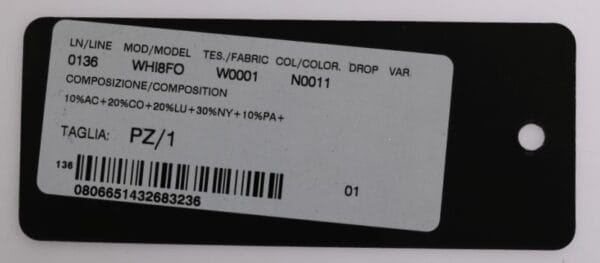 LN/LINE MOD/MODEL TES./FABRIC COL/COLOR. DROP VAR.
0136 WHI8FO W0001 N0011
COMPOSIZIONE/COMPOSITION
10%AC+20%CO+20%LU+30%NY+10%PA+
TAGLIA: PZ/1
136
01
0806651432683236